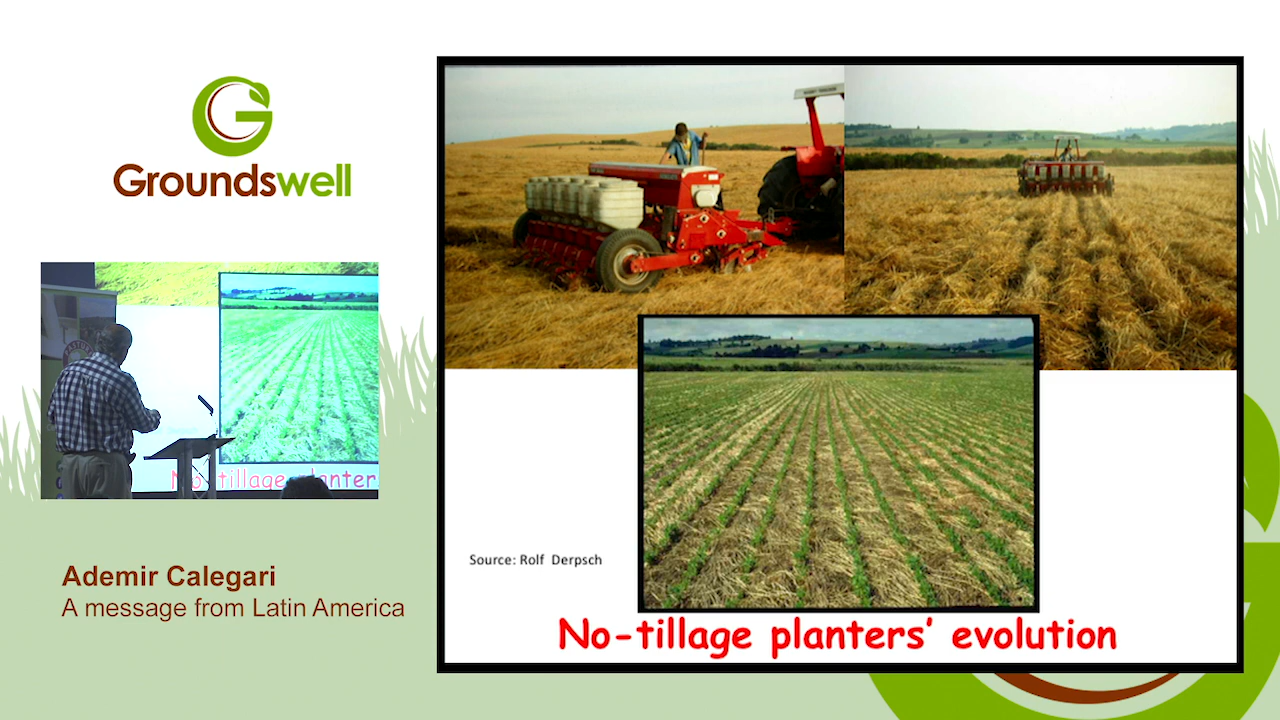 Groundswell
No-tillage planter
Ademir Calegari
A message from Latin America
Source: Rolf Derpsch
No-tillage planters’ evolution